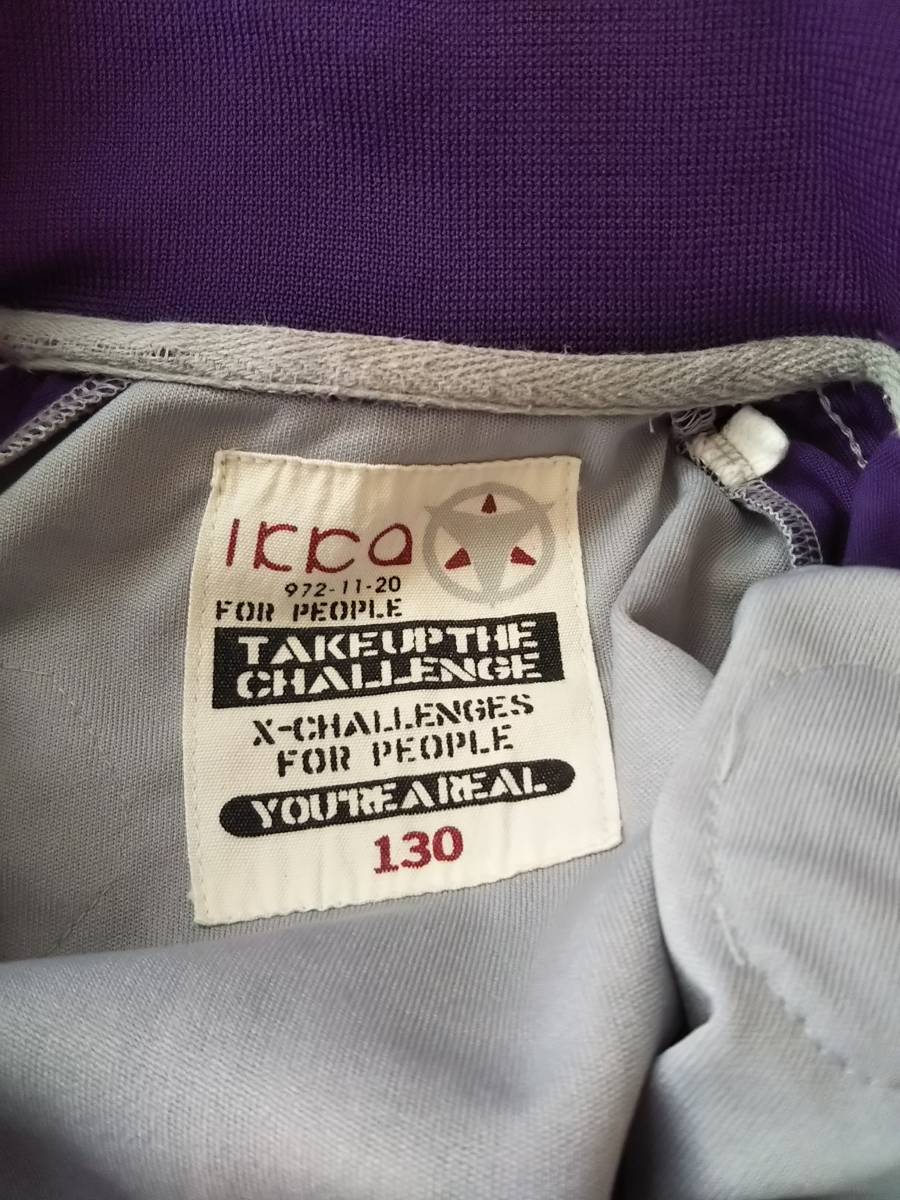 IKKA
972-11-20
FOR PEOPLE
TAKE UP THE
CHALLENGE
X-CHALLENGES
FOR PEOPLE
YOU'RE A REAL
130